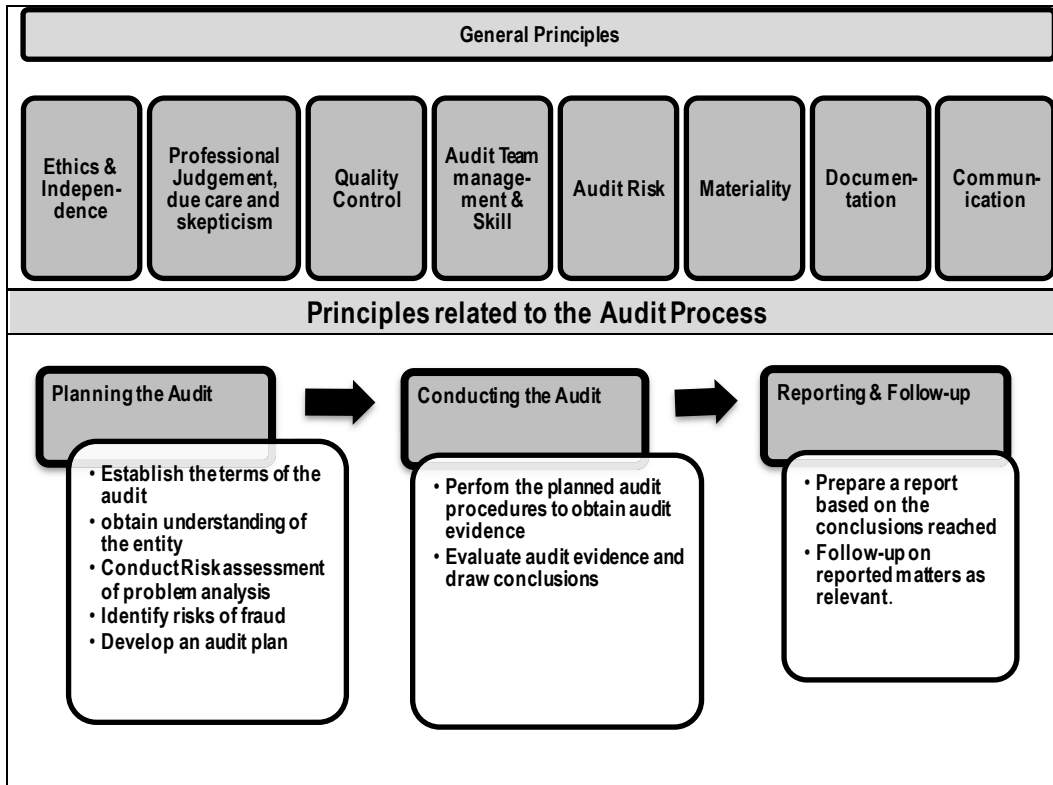 General Principles
Ethics &
Indepen-
dence
Professional
Judgement,
due care and
skepticism
Quality
Control
Audit Team
manage-
ment &
Skill
Audit Risk
Materiality
Documen-
tation
Commun-
ication
Principles related to the Audit Process
Planning the Audit
• Establish the terms of the
audit
• obtain understanding of
the entity
• Conduct Risk assessment
of problem analysis
• Identify risks of fraud
• Develop an audit plan
Conducting the Audit
• Perfom the planned audit
procedures to obtain audit
evidence
• Evaluate audit evidence and
draw conclusions
Reporting & Follow-up
• Prepare a report
based on the
conclusions reached
• Follow-up on
reported matters as
relevant.